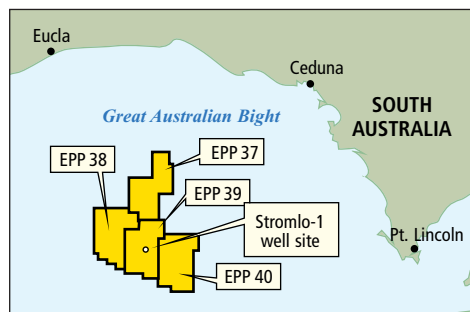 Eucla
Ceduna
Great Australian Bight
SOUTH
AUSTRALIA
EPP 37
EPP 38
EPP 39
Stromlo-1
well site
Pt. Lincoln
EPP 40